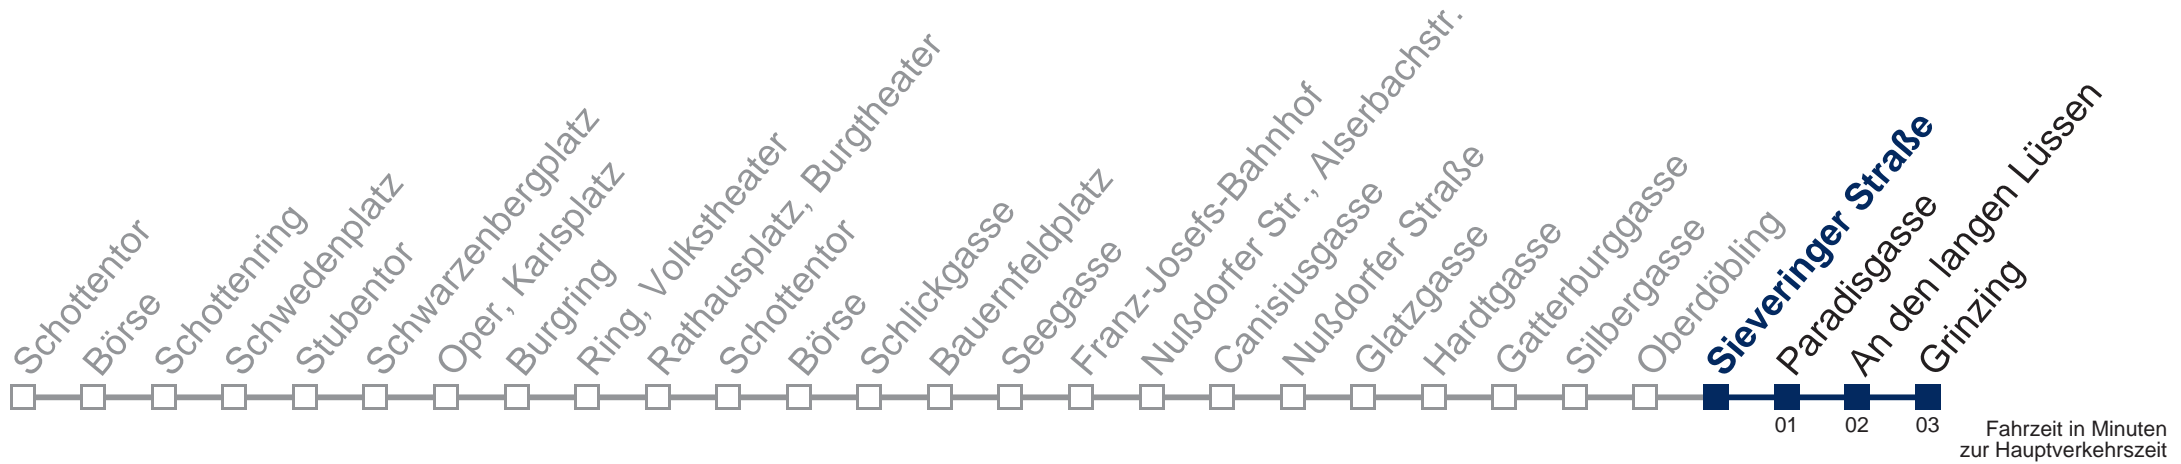 Schottentor
Börse
Schottenring
Schwedenplatz
Stubentor
Schwarzenbergplatz
Oper, Karlsplatz
Burgring
Ring, Volkstheater
Rathausplatz, Burgtheater
Schottentor
Börse
Schlickgasse
Bauernfeldplatz
Seegasse
Franz-Josefs-Bahnhof
Nußdorfer Str., Alserbachstr.
Canisiusgasse
Nußdorfer Straße
Glatzgasse
Hardtgasse
Gatterburggasse
Silbergasse
Oberdöbling
Sieveringer Straße
Paradisgasse
An den langen Lüssen
Grinzing
01
02
03
Fahrzeit in Minuten
zur Hauptverkehrszeit